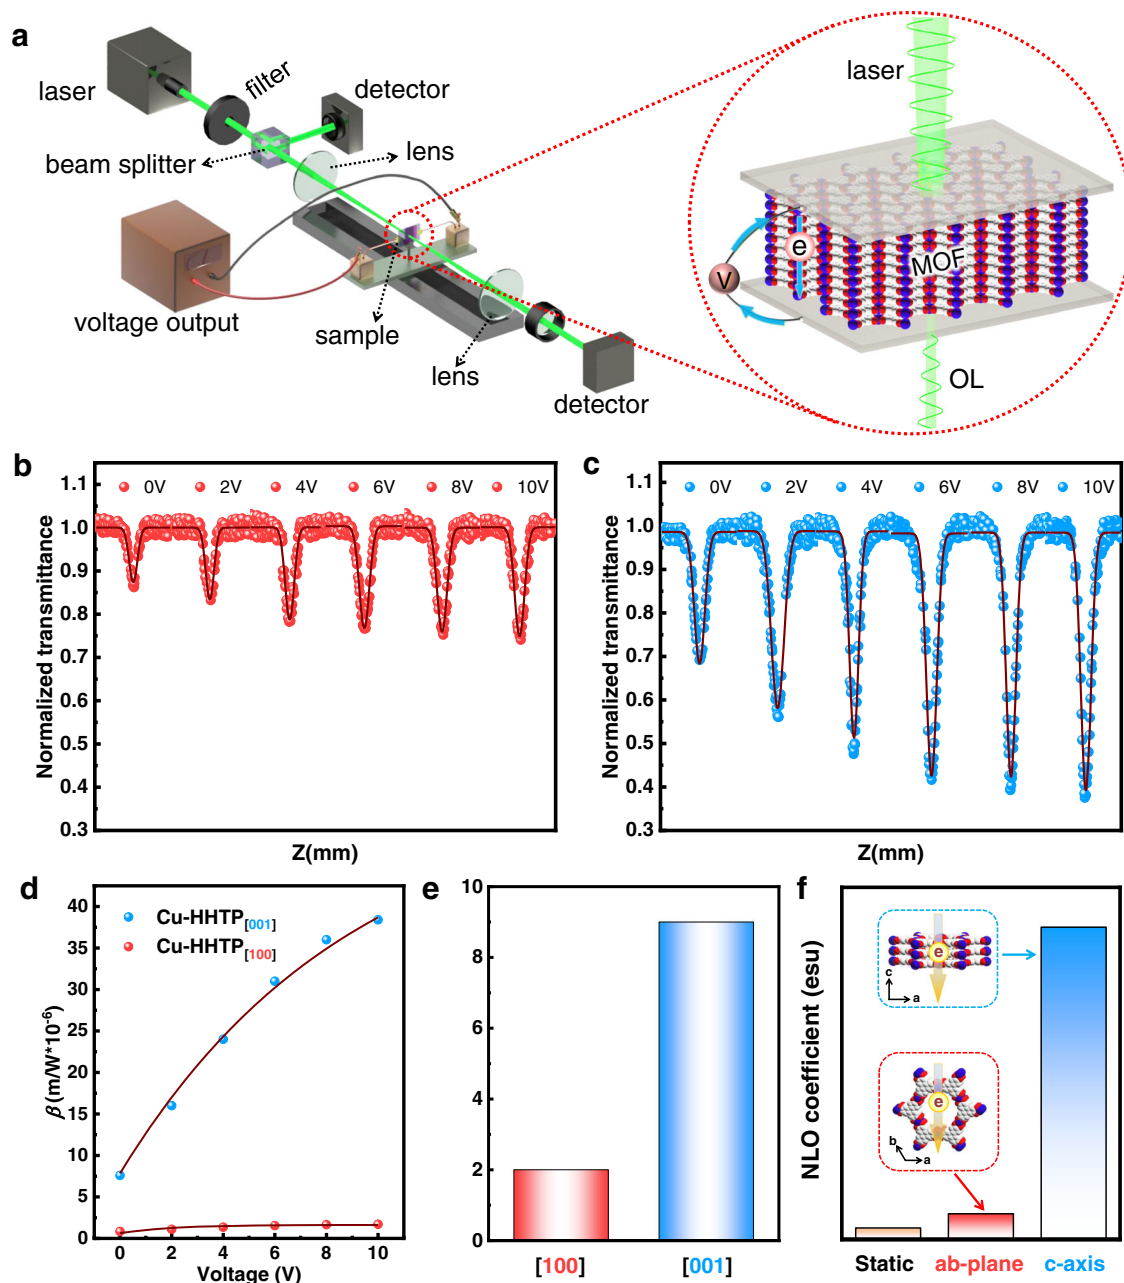 a
laser
filter
detector
beam splitter
lens
voltage output
sample
lens
detector
laser
e
V
MOF
OL
b
1.1
1.0
0.9
0.8
0.7
0.6
0.5
0.4
0.3
Normalized transmittance
0V 2V 4V 6V 8V 10V
Z(mm)
c
1.1
1.0
0.9
0.8
0.7
0.6
0.5
0.4
0.3
Normalized transmittance
0V 2V 4V 6V 8V 10V
Z(mm)
d
40
35
30
25
20
15
10
5
0
β (m/W*10⁻⁶)
Cu-HHTP[001]
Cu-HHTP[100]
0 2 4 6 8 10
Voltage (V)
e
10
8
6
4
2
0
[100] [001]
f
NLO coefficient (esu)
e
c
a
e
b
a
Static ab-plane c-axis